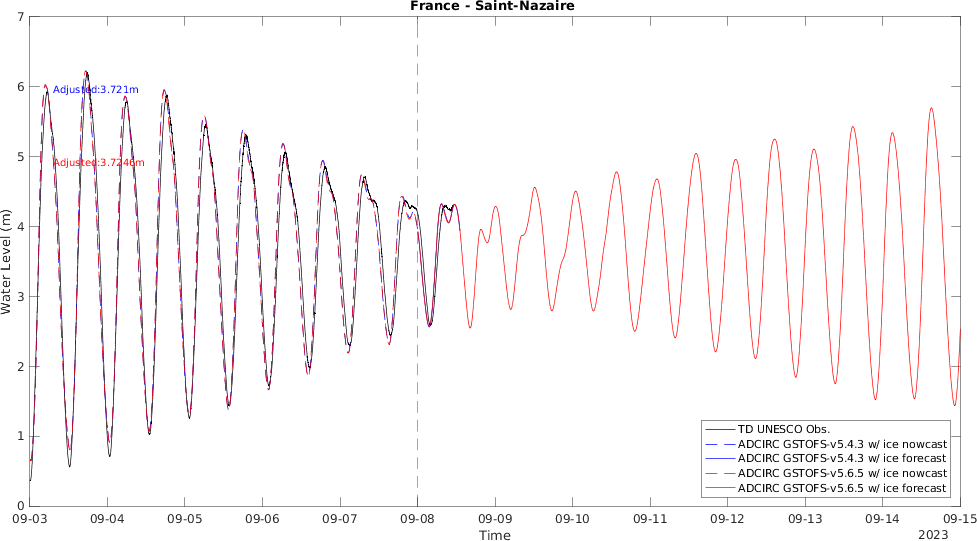 France - Saint-Nazaire
7
6
5
4
3
2
1
0
Water Level (m)
Adjusted:3.721m
Adjusted:3.7246m
TD UNESCO Obs.
ADCIRC GSTOFS-v5.4.3 w/ ice nowcast
ADCIRC GSTOFS-v5.4.3 w/ ice forecast
ADCIRC GSTOFS-v5.6.5 w/ ice nowcast
ADCIRC GSTOFS-v5.6.5 w/ ice forecast
09-03 09-04 09-05 09-06 09-07 09-08 09-09 09-10 09-11 09-12 09-13 09-14 09-15
Time
2023